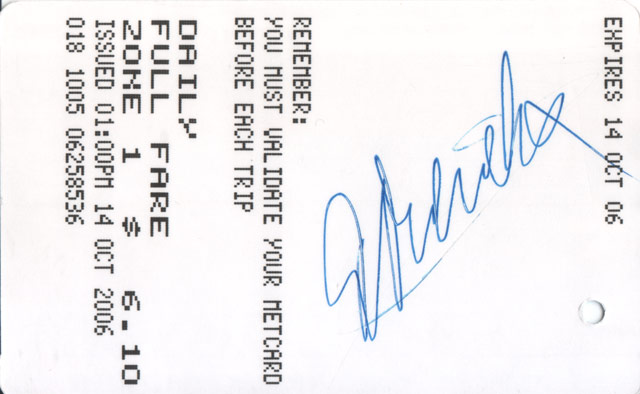 EXPIRES 14 OCT 06
REMEMBER:
YOU MUST VALIDATE YOUR METCARD
BEFORE EACH TRIP
DAILY
FULL FARE
ZONE 1 $ 6.10
ISSUED 01:00PM 14 OCT 2006
018 1005 06258536